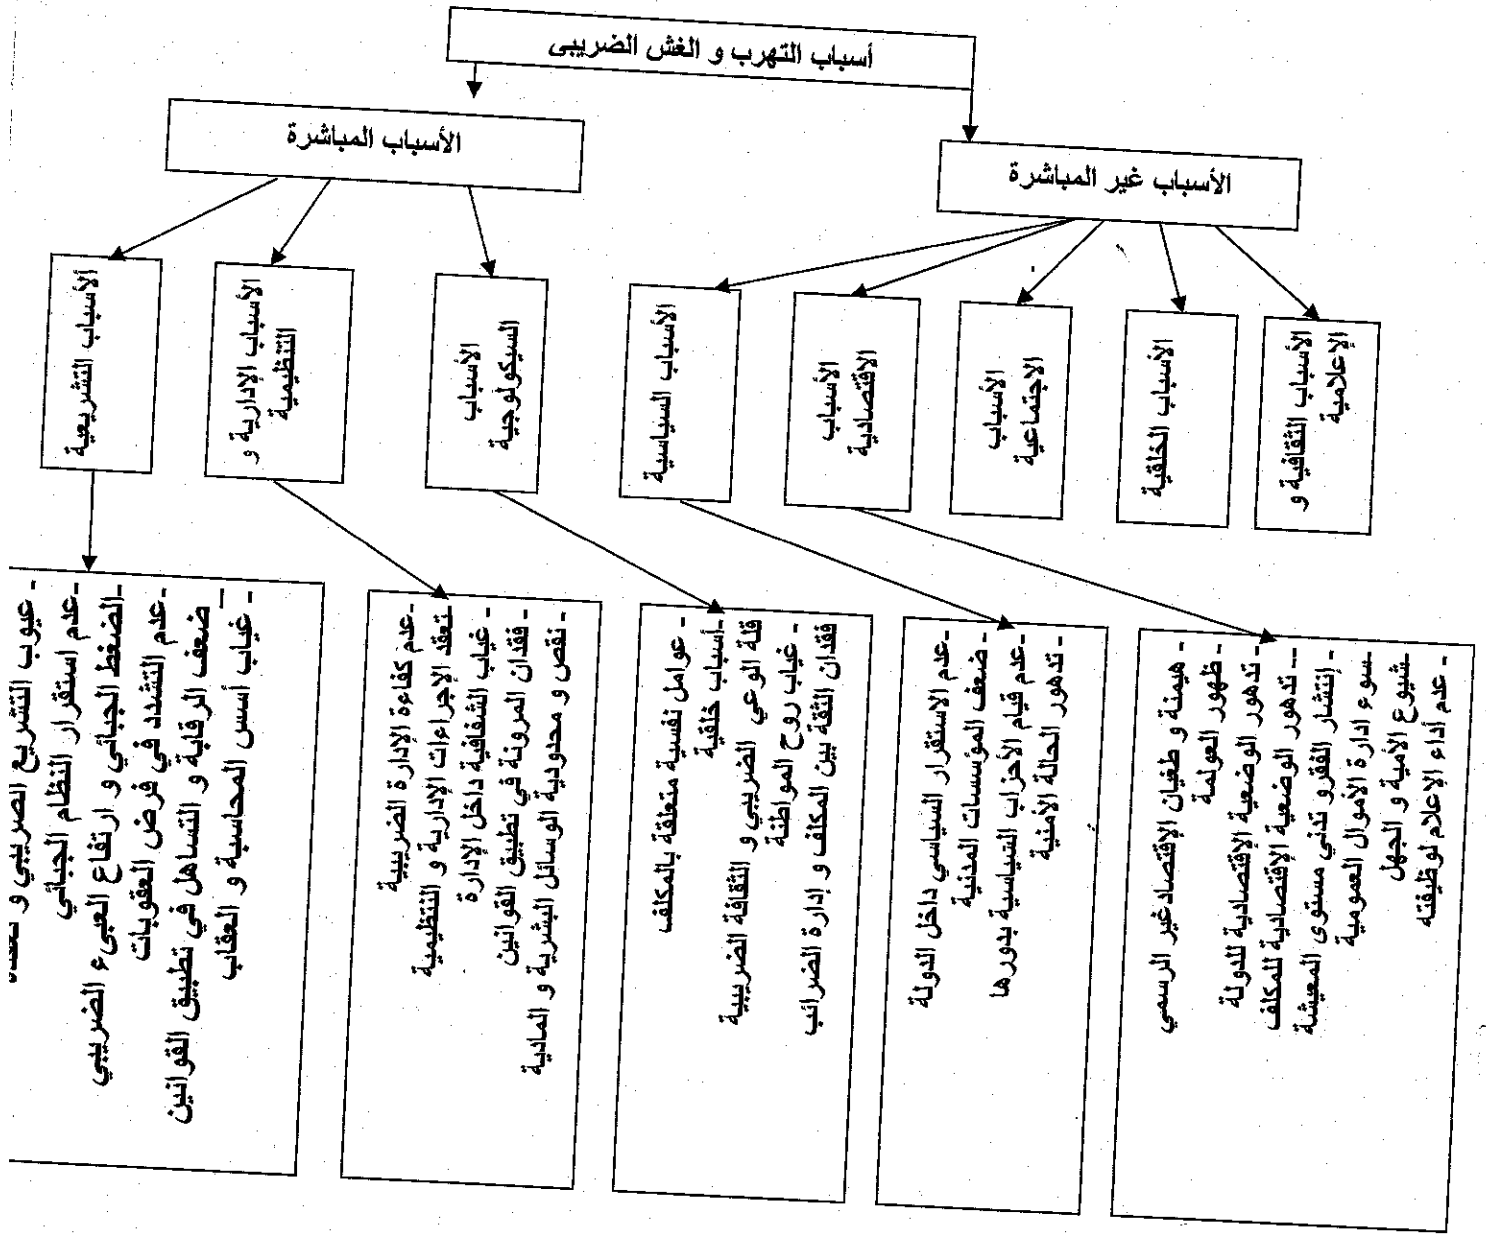 أسباب التهرب و الغش الضريبي
الأسباب غير المباشرة
الأسباب المباشرة
الأسباب الثقافية و
الإعلامية
الأسباب الخلقية
الأسباب
الاجتماعية
الأسباب
الاقتصادية
الأسباب السياسية
الأسباب
السيكولوجية
الأسباب الإدارية و
التنظيمية
الأسباب التشريعية
- هيمنة و طغيان الإقتصاد غير الرسمي
- ظهور العولمة
- تدهور الوضعية الإقتصادية للدولة
-- تدهور الوضعية الإقتصادية للمكلف
- إنتشار الفقر و تدني مستوى المعيشة
-سوء ادارة الأموال العمومية
-شيوع الأمية و الجهل
- عدم أداء الإعلام لوظيفته
-عدم الاستقرار السياسي داخل الدولة
- ضعف المؤسسات المدنية
-عدم قيام الأحزاب السياسية بدورها
- تدهور الحالة الأمنية
- عوامل نفسية متعلقة بالمكلف
-أسباب خلقية
قلة الوعي الضريبي و الثقافة الضريبية
- غياب روح المواطنة
فقدان الثقة بين المكلف و إدارة الضرائب
-عدم كفاءة الإدارة الضريبية
-تعقد الإجراءات الإدارية و التنظيمية
- غياب الشفافية داخل الإدارة
- فقدان المرونة في تطبيق القوانين
- نقص و محدودية الوسائل البشرية و المادية
- عيوب التشريع الضريبي و
-عدم استقرار النظام الجبائي
-الضغط الجبائي و ارتفاع العبىء الضريبي
-عدم التشدد في فرض العقوبات
ضعف الرقابة و التساهل في تطبيق القوانين
- غياب أسس المحاسبة و العقاب